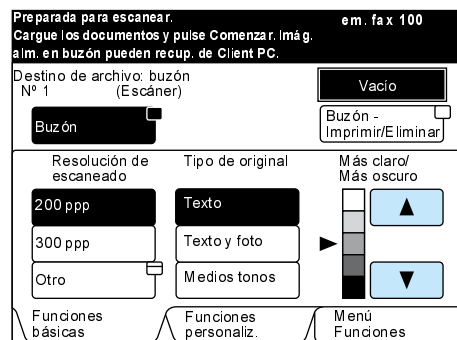 Preparada para escanear.
em. fax 100
Cargue los documentos y pulse Comenzar. Imág.
alm. en buzón pueden recup. de Client PC.
Destino de archivo: buzón
Nº 1 (Escáner)
Vacío
Buzón
Buzón -
Imprimir/Eliminar
Resolución de
escaneado
Tipo de original
Más claro/
Más oscuro
200 ppp
Texto
300 ppp
Texto y foto
Otro
Medios tonos
Funciones
básicas
Funciones
personaliz.
Menú
Funciones